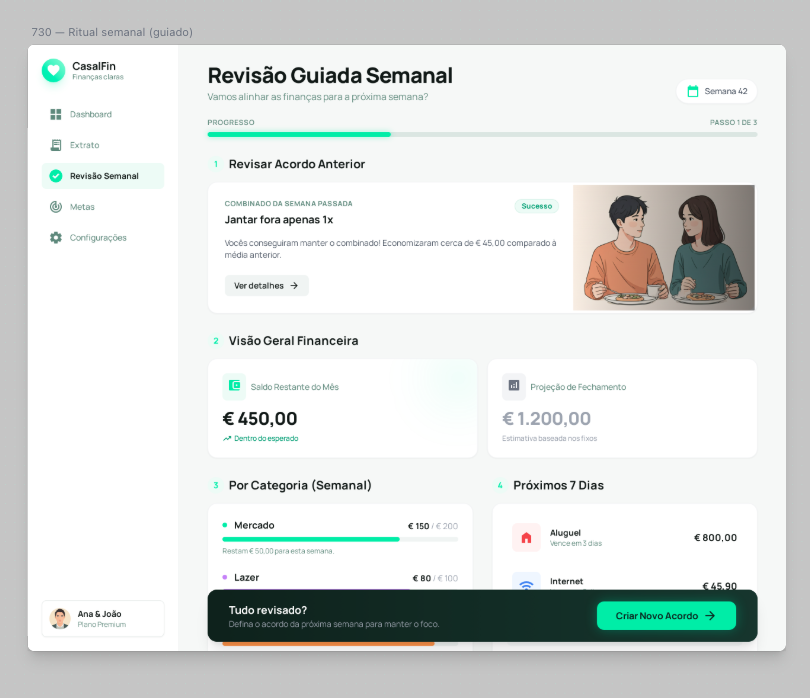 730 — Ritual semanal (guiado)
CasalFin
Finanças claras
Dashboard
Extrato
Revisão Semanal
Metas
Configurações
Ana & João
Plano Premium
Revisão Guiada Semanal
Vamos alinhar as finanças para a próxima semana?
Semana 42
PROGRESSO
PASSO 1 DE 3
1 Revisar Acordo Anterior
COMBINADO DA SEMANA PASSADA
Sucesso
Jantar fora apenas 1x
Vocês conseguiram manter o combinado! Economizaram cerca de € 45,00 comparado à
média anterior.
Ver detalhes
2 Visão Geral Financeira
Saldo Restante do Mês
€ 450,00
Dentro do esperado
Projeção de Fechamento
€ 1.200,00
Estimativa baseada nos fixos
3 Por Categoria (Semanal)
Mercado
€ 150 / € 200
Restam € 50,00 para esta semana.
Lazer
€ 80 / € 100
4 Próximos 7 Dias
Aluguel
Vence em 3 dias
€ 800,00
Internet
€ 45,90
Tudo revisado?
Defina o acordo da próxima semana para manter o foco.
Criar Novo Acordo